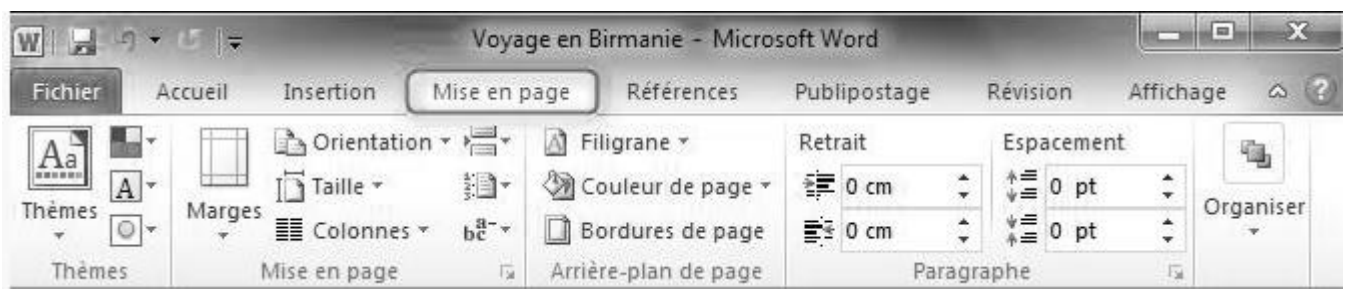 W Voyage en Birmanie - Microsoft Word
Fichier Accueil Insertion Mise en page Références Publipostage Révision Affichage ?
Aa Orientation Filigrane Retrait Espacement
A Taille Couleur de page 0 cm 0 pt Organiser
Thèmes Marges Colonnes Bordures de page 0 cm 0 pt
Thèmes Mise en page Arrière-plan de page Paragraphe